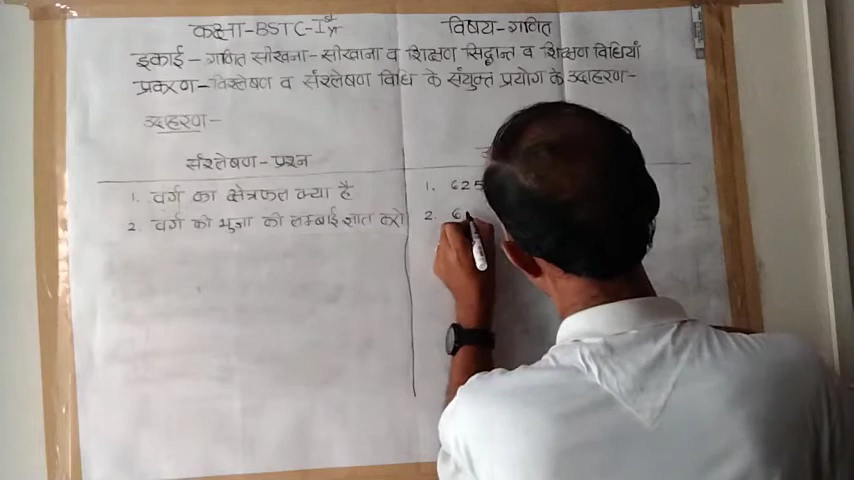 कक्षा-BSTC-Ist yr विषय-गणित
इकाई - गणित सीखना-सीखाना व शिक्षण सिद्धान्त व शिक्षण विधियाँ
प्रकरण-विश्लेषण व संश्लेषण विधि के संयुक्त प्रयोग के उदाहरण-
उदाहरण-
संश्लेषण-प्रश्न
1. वर्ग का क्षेत्रफल क्या है
2. वर्ग की भुजा की लम्बाई ज्ञात करो
1. 625
2. 6